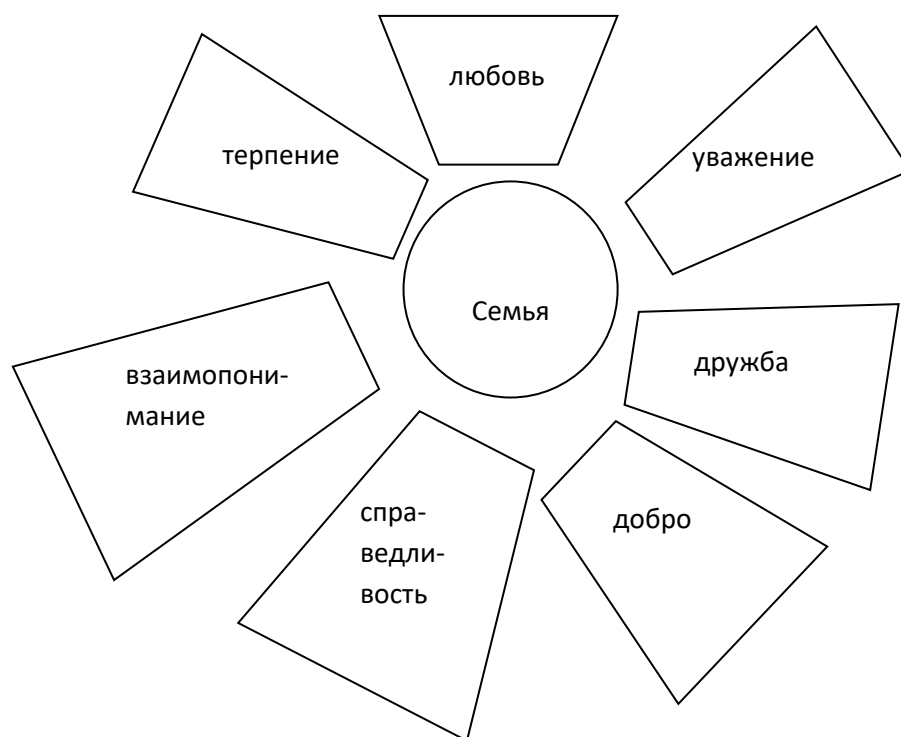 любовь
терпение
уважение
Семья
дружба
взаимопони-
мание
спра-
ведли-
вость
добро